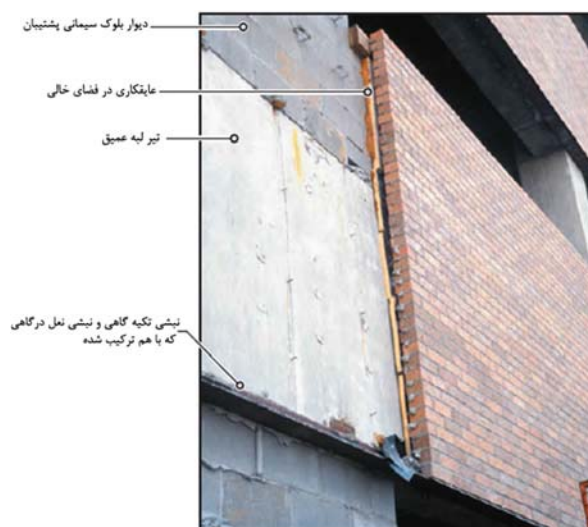 دیوار بلوک سیمانی پشتیبان
عایقکاری در فضای خالی
تیر لبه عمیق
نبشی تکیه گاهی و نبشی نعل درگاهی
که با هم ترکیب شده